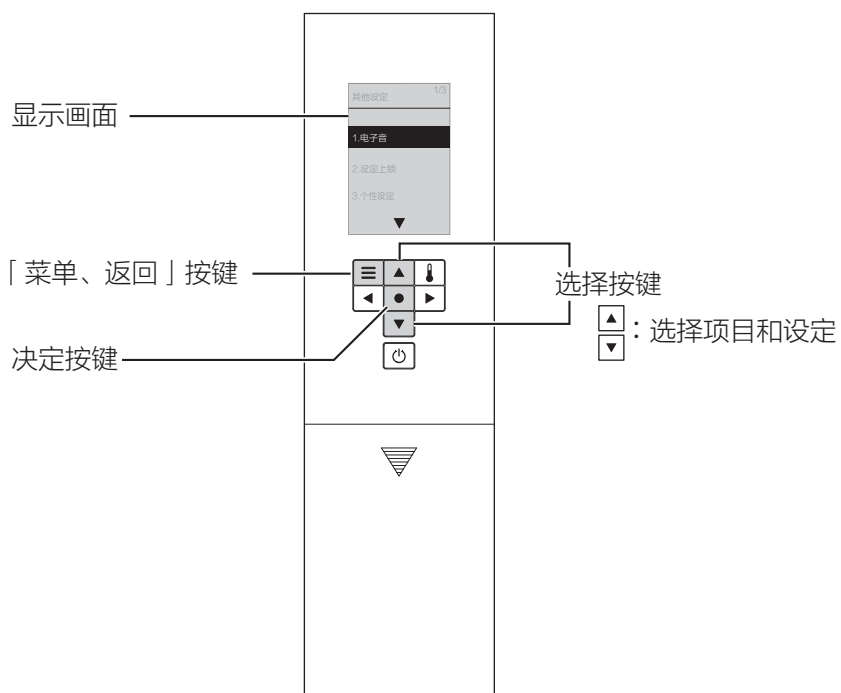 其他设定 1/3
显示画面
1.电子音
2.设定上锁
3.个性设定
▼
「菜单、返回」按键
选择按键
▲
▼：选择项目和设定
决定按键